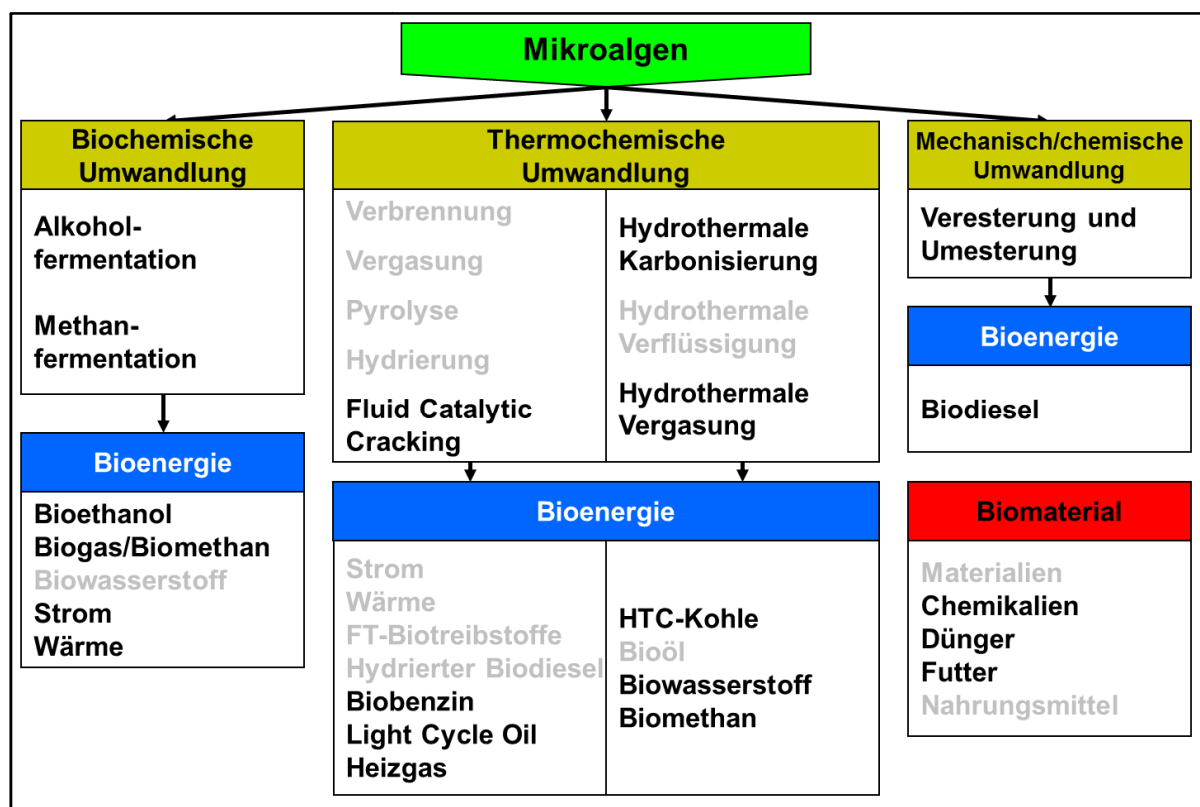 Mikroalgen
Biochemische
Umwandlung
Alkohol-
fermentation
Methan-
fermentation
Bioenergie
Bioethanol
Biogas/Biomethan
Biowasserstoff
Strom
Wärme
Thermochemische
Umwandlung
Verbrennung
Vergasung
Pyrolyse
Hydrierung
Fluid Catalytic
Cracking
Hydrothermale
Karbonisierung
Hydrothermale
Verflüssigung
Hydrothermale
Vergasung
Bioenergie
Strom
Wärme
FT-Biotreibstoffe
Hydrierter Biodiesel
Biobenzin
Light Cycle Oil
Heizgas
HTC-Kohle
Bioöl
Biowasserstoff
Biomethan
Mechanisch/chemische
Umwandlung
Veresterung und
Umesterung
Bioenergie
Biodiesel
Biomaterial
Materialien
Chemikalien
Dünger
Futter
Nahrungsmittel